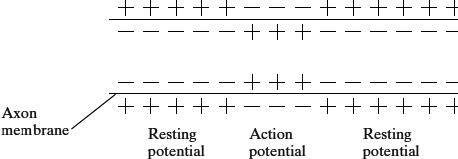 + + + + + − − − + + + + + +
− − − − − + + + − − − − − −
− − − − − + + + − − − − − −
+ + + + + − − − + + + + + +
Axon
membrane
Resting
potential
Action
potential
Resting
potential